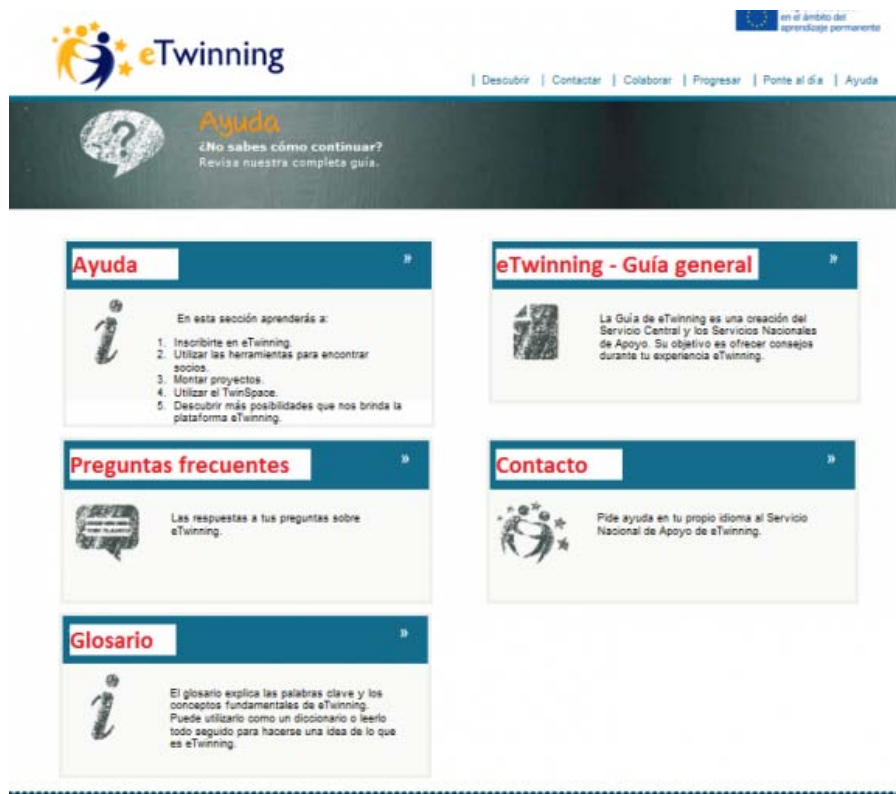 en el ámbito del
aprendizaje permanente
eTwinning
| Descubrir | Contactar | Colaborar | Progresar | Ponte al día | Ayuda
Ayuda
¿No sabes cómo continuar?
Revisa nuestra completa guía.
Ayuda »
En esta sección aprenderás a:
1. Inscribirte en eTwinning.
2. Utilizar las herramientas para encontrar
socios.
3. Montar proyectos.
4. Utilizar el TwinSpace.
5. Descubrir más posibilidades que nos brinda la
plataforma eTwinning.
eTwinning - Guía general »
La Guía de eTwinning es una creación del
Servicio Central y los Servicios Nacionales
de Apoyo. Su objetivo es ofrecer consejos
durante tu experiencia eTwinning.
Preguntas frecuentes »
Las respuestas a tus preguntas sobre
eTwinning.
Contacto »
Pide ayuda en tu propio idioma al Servicio
Nacional de Apoyo de eTwinning.
Glosario »
El glosario explica las palabras clave y los
conceptos fundamentales de eTwinning.
Puede utilizarlo como un diccionario o leerlo
todo seguido para hacerse una idea de lo que
es eTwinning.